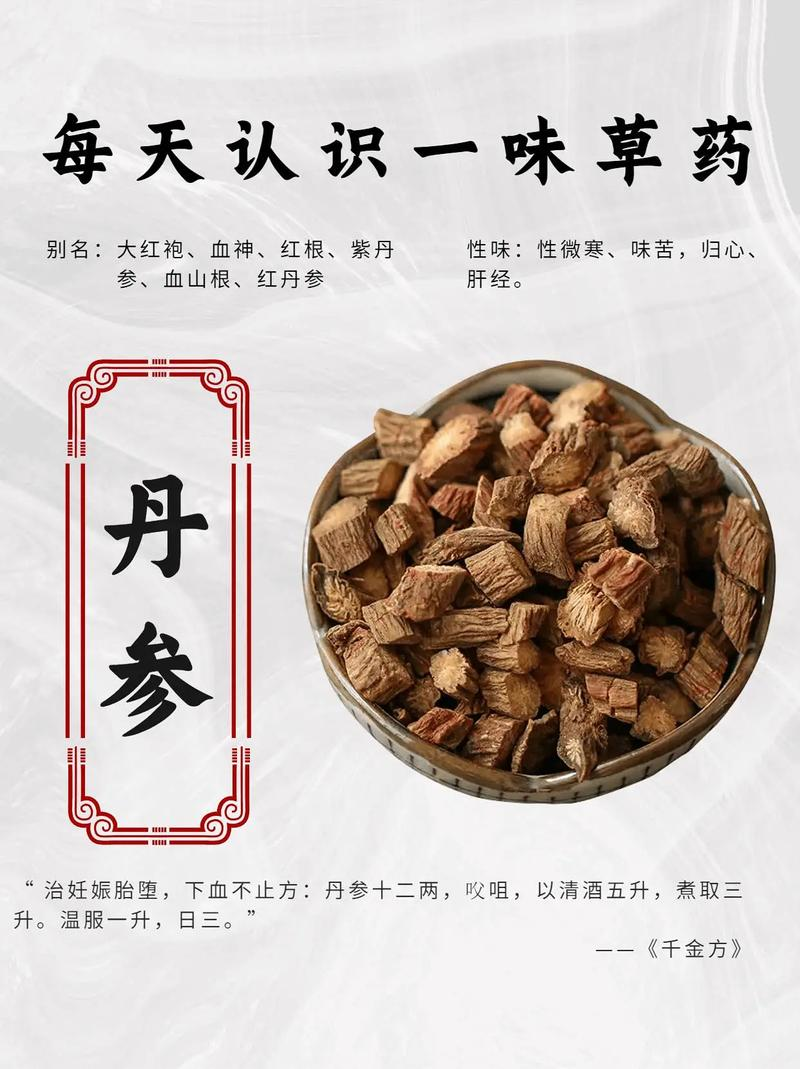 每天认识一味草药
别名：大红袍、血神、红根、紫丹
参、血山根、红丹参
性味：性微寒、味苦，归心、
肝经。
丹
参
“ 治妊娠胎堕，下血不止方：丹参十二两，㕮咀，以清酒五升，煮取三
升。温服一升，日三。”
——《千金方》